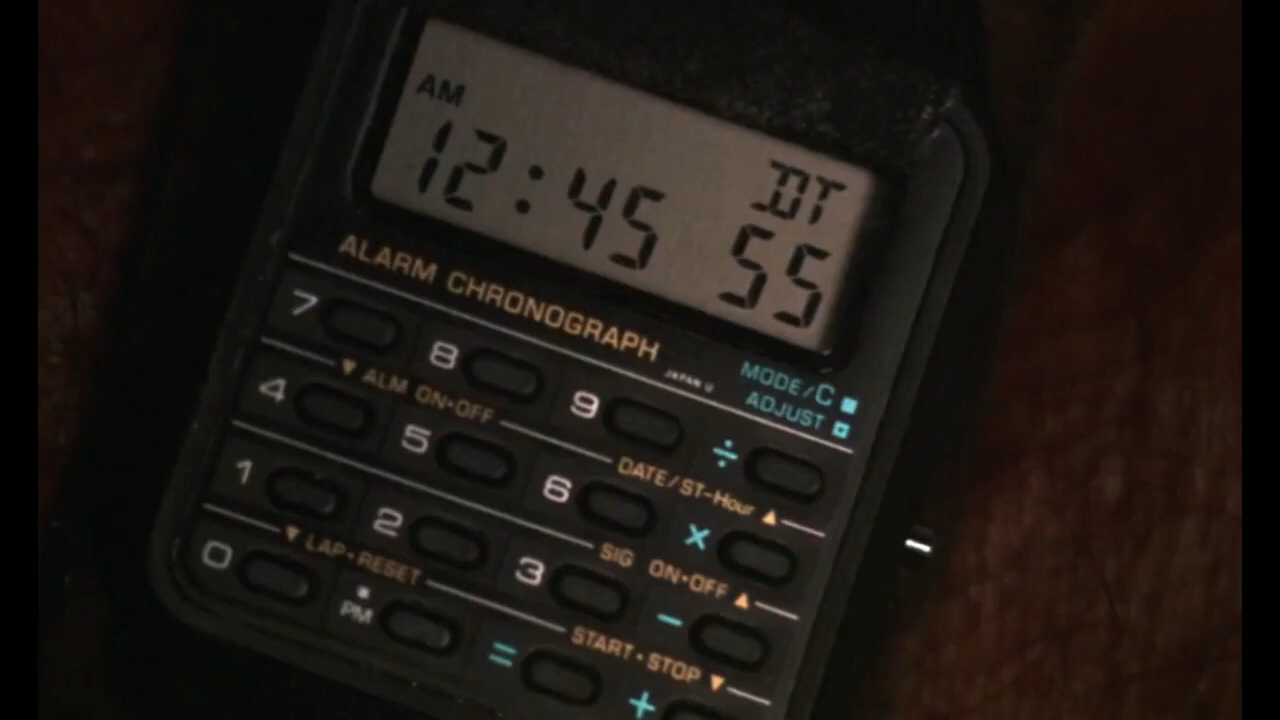 AM
DT
12:45 55
ALARM CHRONOGRAPH
JAPAN U
MODE/C
ADJUST
7 8 9 ÷
ALM ON•OFF
DATE/ST-Hour
4 5 6 ×
SIG ON•OFF
1 2 3 −
LAP•RESET
START•STOP
0 • PM = +